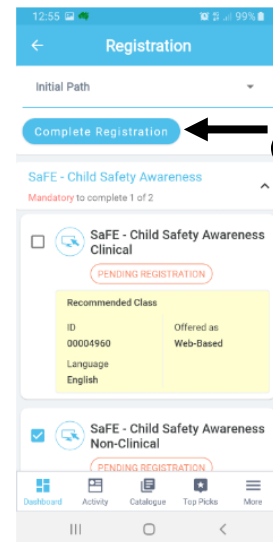 12:55 99%
Registration
Initial Path
Complete Registration
SaFE - Child Safety Awareness
Mandatory to complete 1 of 2
SaFE - Child Safety Awareness
Clinical
PENDING REGISTRATION
Recommended Class
ID
Offered as
00004960
Web-Based
Language
English
SaFE - Child Safety Awareness
Non-Clinical
PENDING REGISTRATION
Dashboard Activity Catalogue Top Picks More